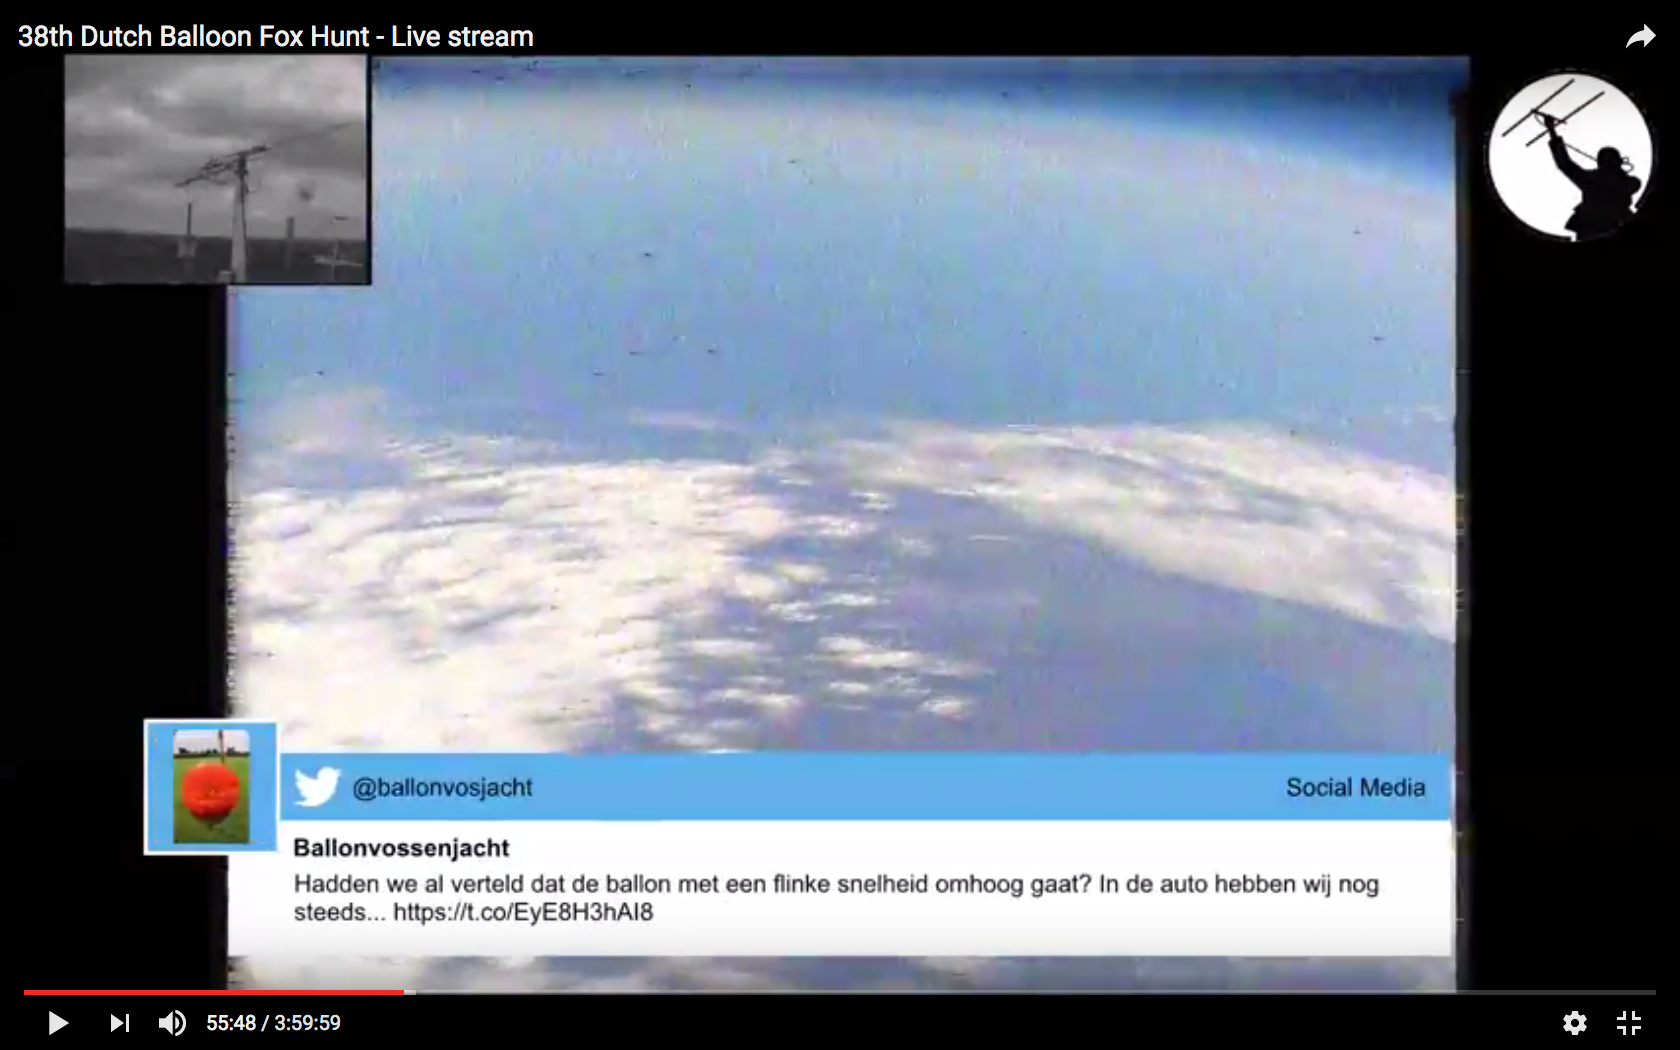 38th Dutch Balloon Fox Hunt - Live stream
@ballonvosjacht
Social Media
Ballonvossenjacht
Hadden we al verteld dat de ballon met een flinke snelheid omhoog gaat? In de auto hebben wij nog
steeds... https://t.co/EyE8H3hAI8
55:48 / 3:59:59